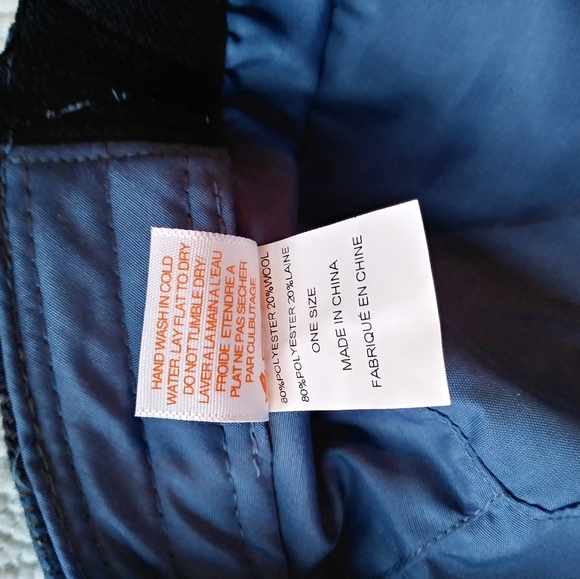 HAND WASH IN COLD
WATER. LAY FLAT TO DRY
DO NOT TUMBLE DRY/
LAVER A LA MAIN A L'EAU
FROIDE. ETENDRE A
PLAT NE PAS SECHER
PAR CULBUTAGE
80%POLYESTER 20%WOOL
80%POLYESTER 20%LAINE
ONE SIZE
MADE IN CHINA
FABRIQUÉ EN CHINE